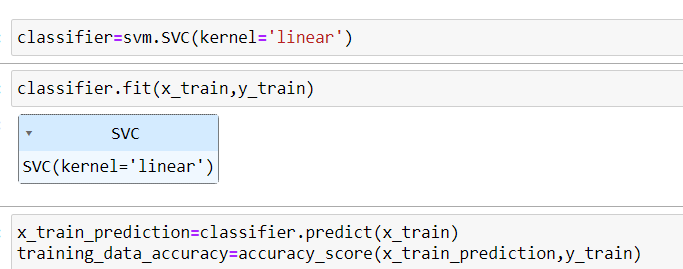 classifier=svm.SVC(kernel='linear')
classifier.fit(x_train,y_train)
SVC
SVC(kernel='linear')
x_train_prediction=classifier.predict(x_train)
training_data_accuracy=accuracy_score(x_train_prediction,y_train)